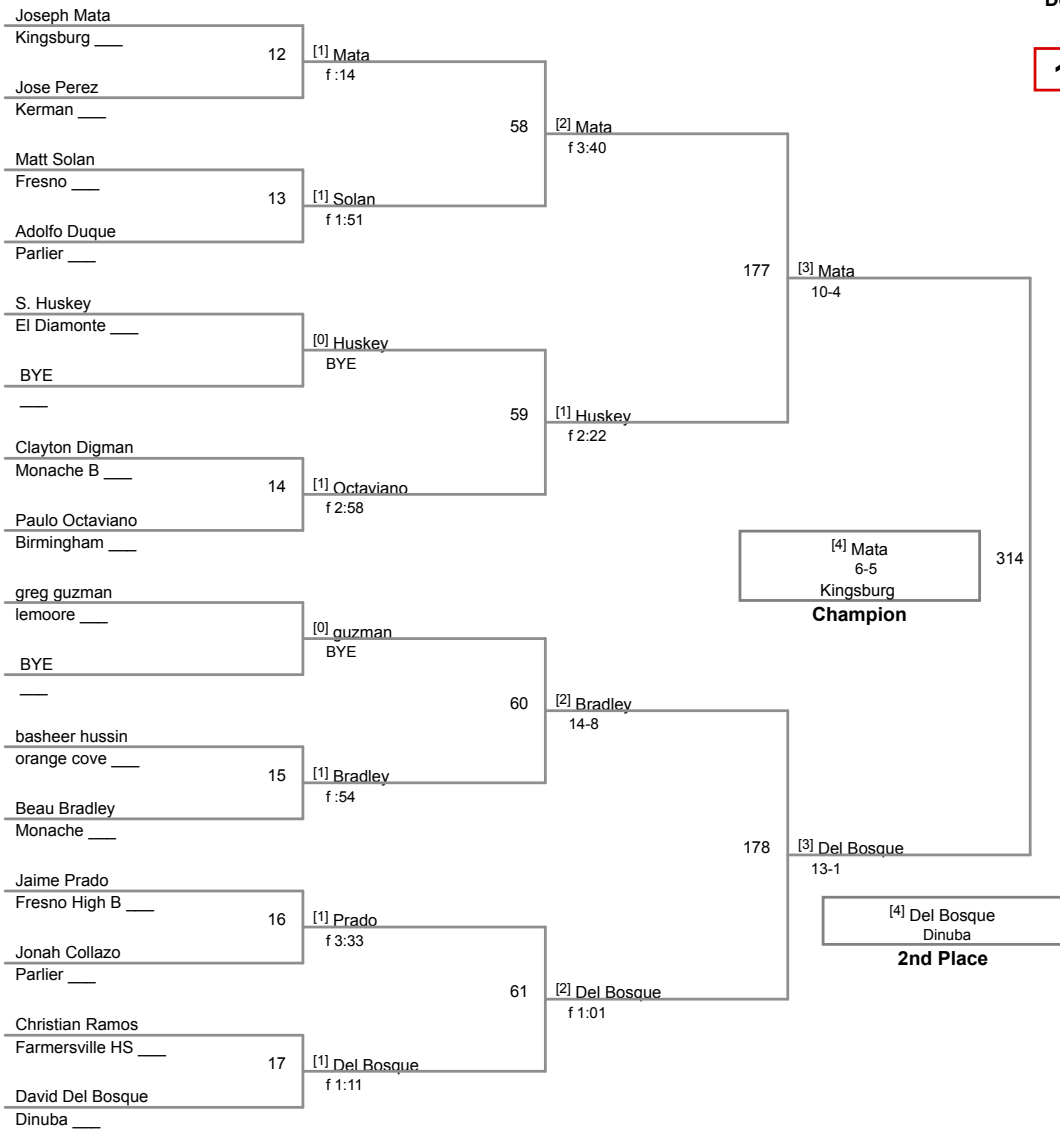 Joseph Mata
Kingsburg ___
12
[1] Mata
f :14
Jose Perez
Kerman ___
58
[2] Mata
f 3:40
Matt Solan
Fresno ___
13
[1] Solan
f 1:51
Adolfo Duque
Parlier ___
177
[3] Mata
10-4
S. Huskey
El Diamonte ___
[0] Huskey
BYE
BYE
___
59
[1] Huskey
f 2:22
Clayton Digman
Monache B ___
14
[1] Octaviano
f 2:58
Paulo Octaviano
Birmingham ___
[4] Mata
6-5
Kingsburg
Champion
314
greg guzman
lemoore ___
[0] guzman
BYE
BYE
___
60
[2] Bradley
14-8
basheer hussin
orange cove ___
15
[1] Bradley
f :54
Beau Bradley
Monache ___
178
[3] Del Bosque
13-1
Jaime Prado
Fresno High B ___
16
[1] Prado
f 3:33
[4] Del Bosque
Dinuba
2nd Place
Jonah Collazo
Parlier ___
61
[2] Del Bosque
f 1:01
Christian Ramos
Farmersville HS ___
17
[1] Del Bosque
f 1:11
David Del Bosque
Dinuba ___